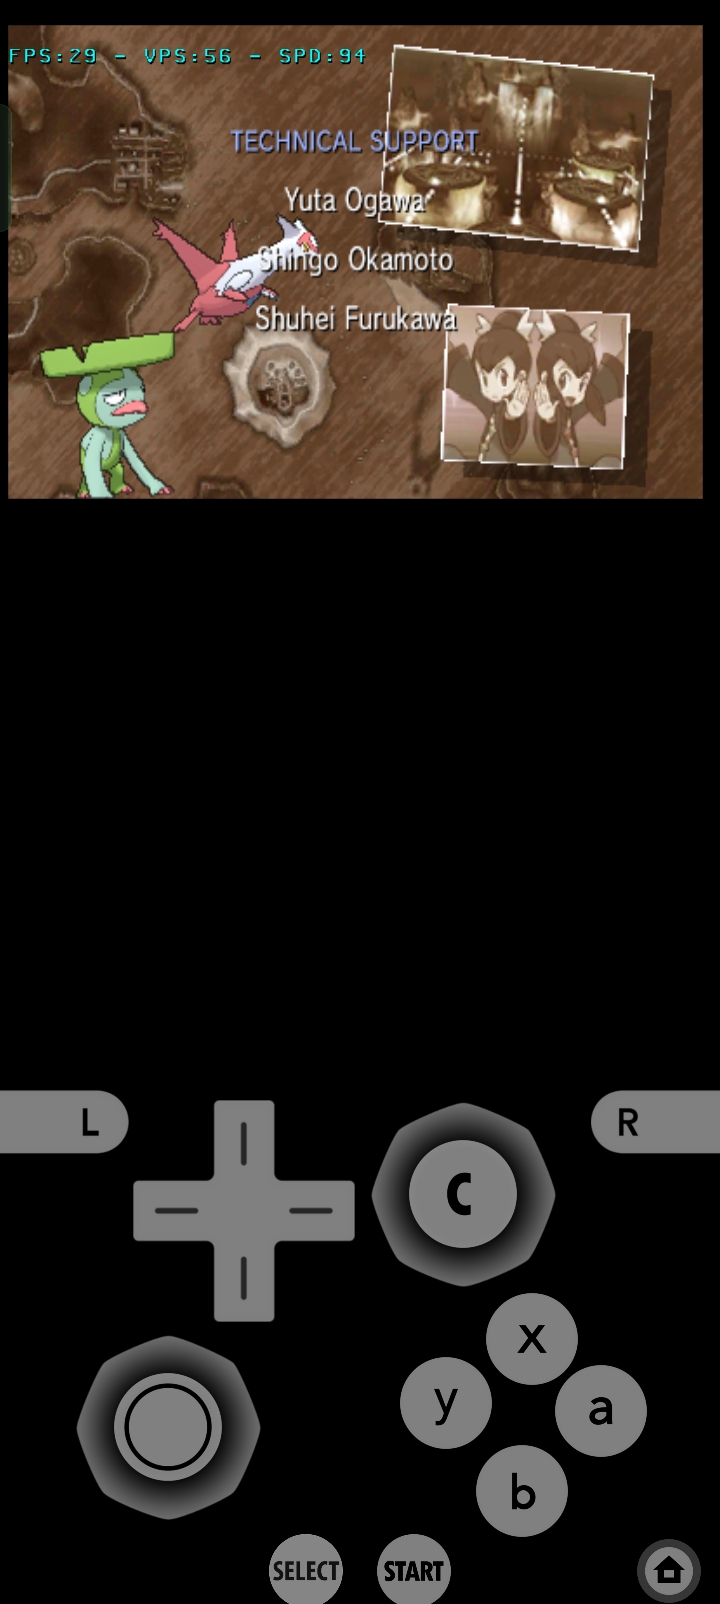 FPS:29 - VPS:56 - SPD:94
TECHNICAL SUPPORT
Yuta Ogawa
Shingo Okamoto
Shuhei Furukawa
L
R
C
x
y
a
b
SELECT
START